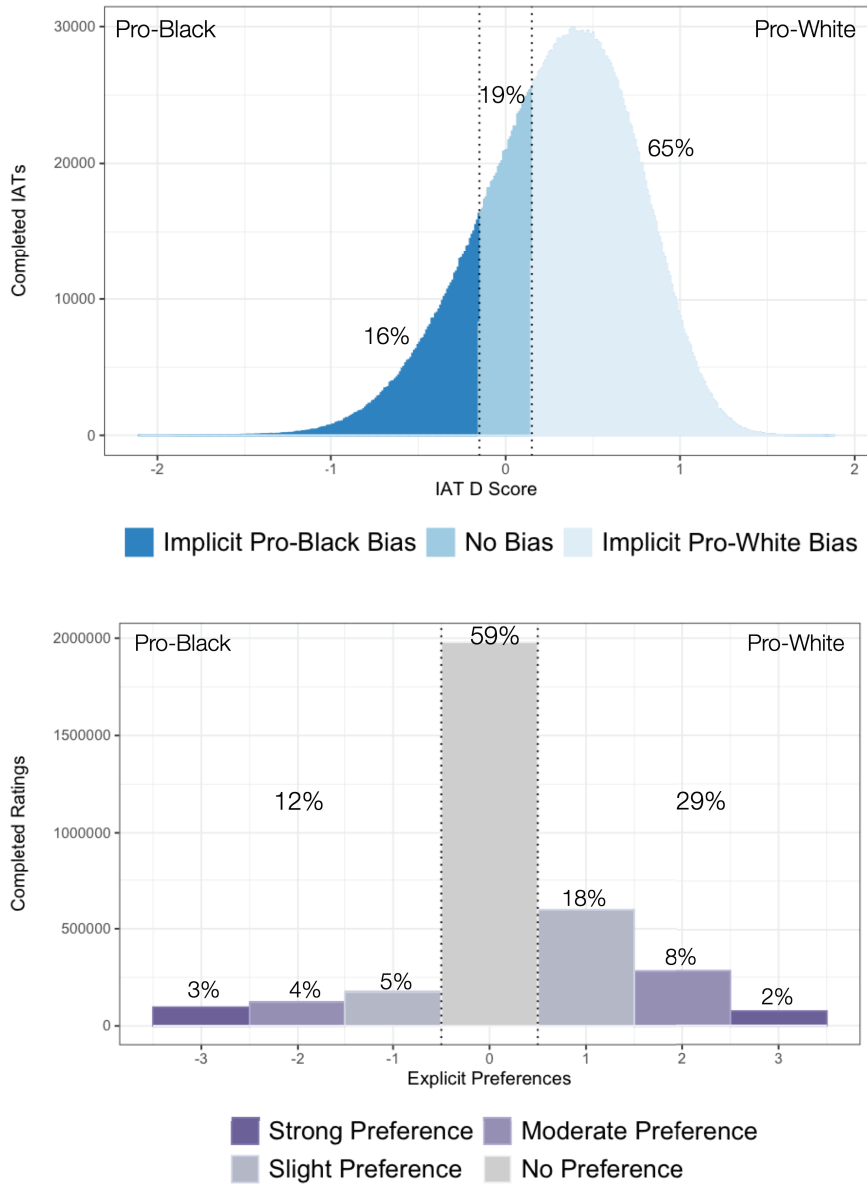 Pro-Black
Pro-White
30000
20000
10000
0
19%
65%
16%
Completed IATs
-2
-1
0
1
2
IAT D Score
Implicit Pro-Black Bias
No Bias
Implicit Pro-White Bias
Pro-Black
59%
Pro-White
2000000
1500000
1000000
500000
0
12%
29%
18%
8%
3%
4%
5%
2%
Completed Ratings
-3
-2
-1
0
1
2
3
Explicit Preferences
Strong Preference
Moderate Preference
Slight Preference
No Preference